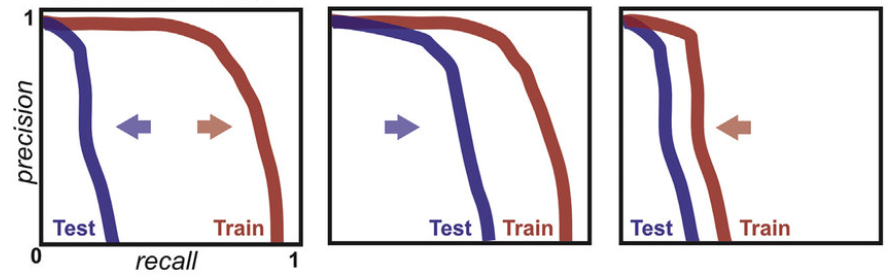 1
precision
Test Train
0
recall
1
Test Train
Test Train